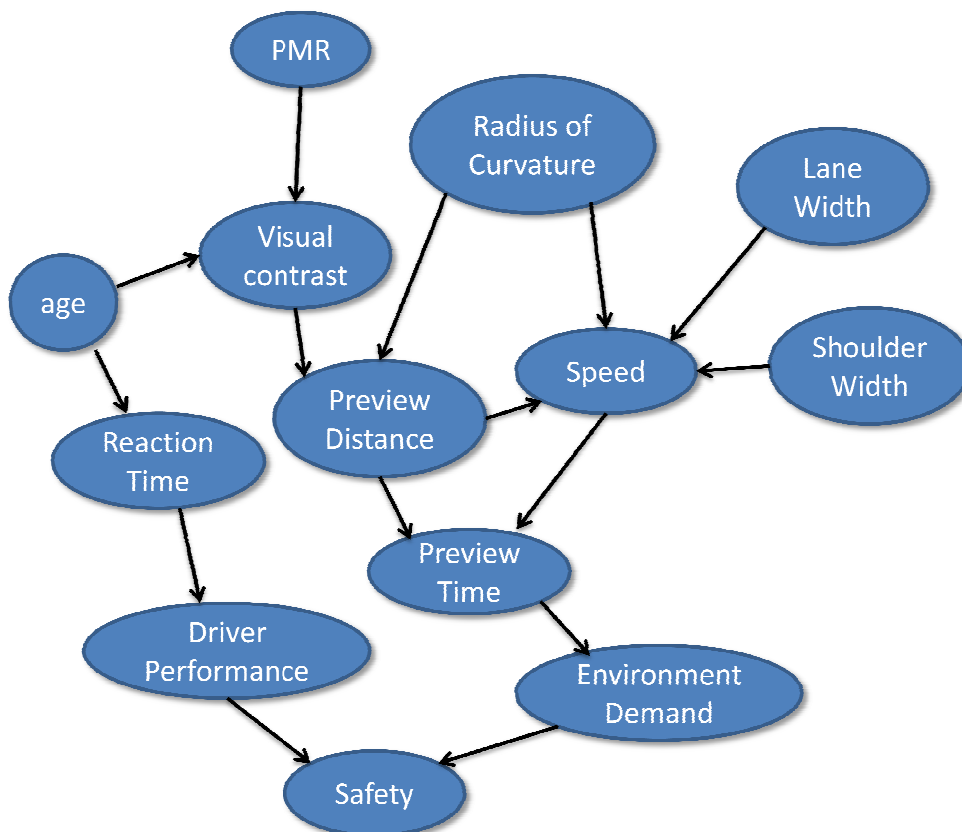 PMR
Radius of
Curvature
Lane
Width
Visual
contrast
age
Speed
Shoulder
Width
Preview
Distance
Reaction
Time
Preview
Time
Driver
Performance
Environment
Demand
Safety